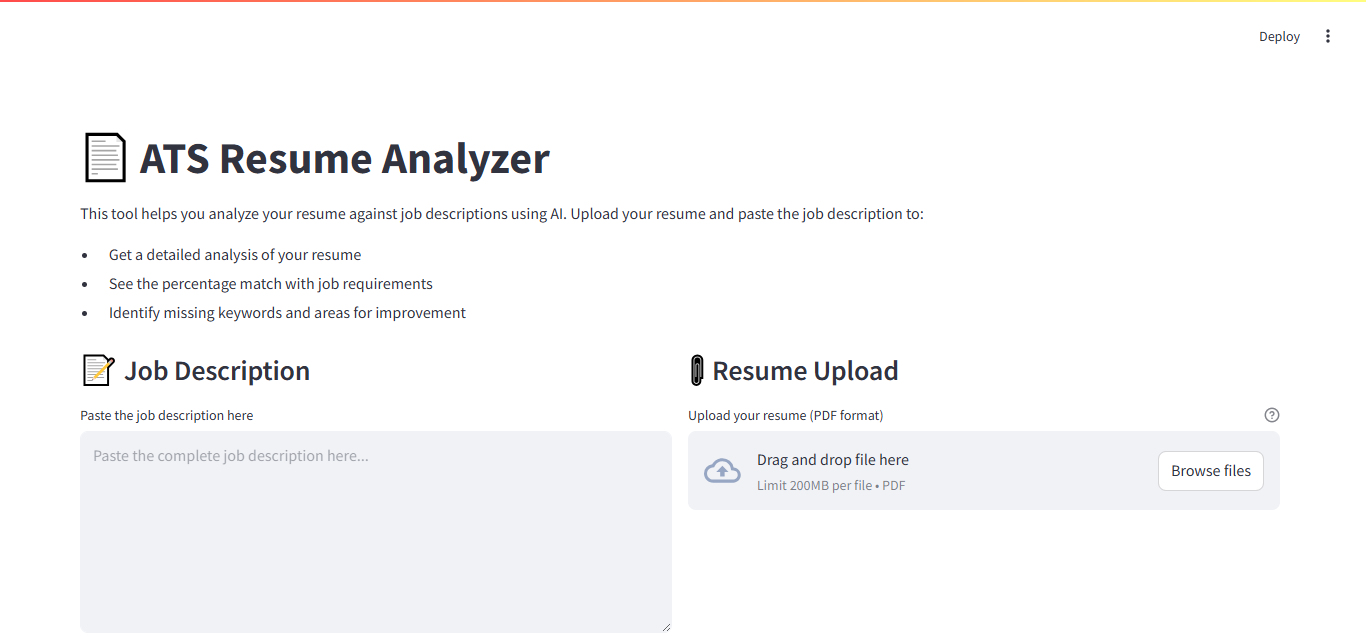 Deploy
ATS Resume Analyzer
This tool helps you analyze your resume against job descriptions using AI. Upload your resume and paste the job description to:
• Get a detailed analysis of your resume
• See the percentage match with job requirements
• Identify missing keywords and areas for improvement
Job Description
Paste the job description here
Paste the complete job description here...
Resume Upload
Upload your resume (PDF format)
Drag and drop file here
Limit 200MB per file • PDF
Browse files